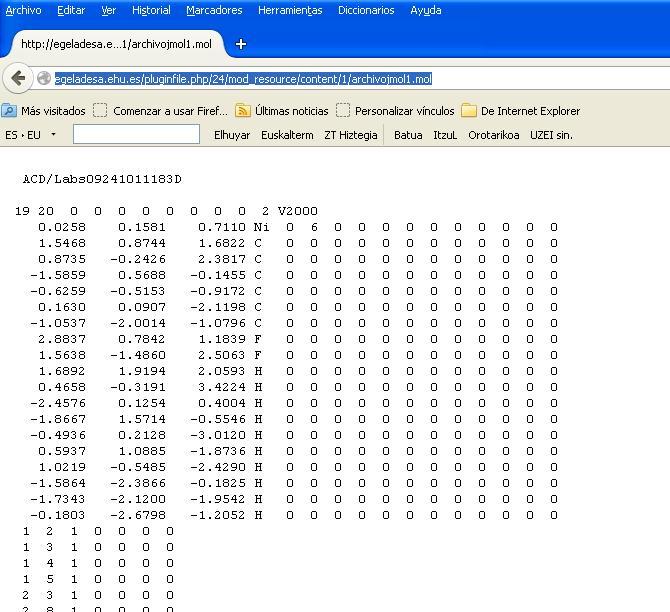 Archivo Editar Ver Historial Marcadores Herramientas Diccionarios Ayuda
http://egeladesa.e...1/archivojmol1.mol +
egeladesa.ehu.es/pluginfile.php/24/mod_resource/content/1/archivojmol1.mol
Más visitados Comenzar a usar Firef... Últimas noticias Personalizar vínculos De Internet Explorer
ES · EU Elhuyar Euskalterm ZT Hiztegia Batua ItzuL Orotarikoa UZEI sin.
ACD/Labs09241011183D
19 20 0 0 0 0 0 0 0 0 2 V2000
0.0258 0.1581 0.7110 Ni 0 6 0 0 0 0 0 0 0 0 0 0
1.5468 0.8744 1.6822 C 0 0 0 0 0 0 0 0 0 0 0 0
0.8735 -0.2426 2.3817 C 0 0 0 0 0 0 0 0 0 0 0 0
-1.5859 0.5688 -0.1455 C 0 0 0 0 0 0 0 0 0 0 0 0
-0.6259 -0.5153 -0.9172 C 0 0 0 0 0 0 0 0 0 0 0 0
0.1630 0.0907 -2.1198 C 0 0 0 0 0 0 0 0 0 0 0 0
-1.0537 -2.0014 -1.0796 C 0 0 0 0 0 0 0 0 0 0 0 0
2.8837 0.7842 1.1839 F 0 0 0 0 0 0 0 0 0 0 0 0
1.5638 -1.4860 2.5063 F 0 0 0 0 0 0 0 0 0 0 0 0
1.6892 1.9194 2.0593 H 0 0 0 0 0 0 0 0 0 0 0 0
0.4658 -0.3191 3.4224 H 0 0 0 0 0 0 0 0 0 0 0 0
-2.4576 0.1254 0.4004 H 0 0 0 0 0 0 0 0 0 0 0 0
-1.8667 1.5714 -0.5546 H 0 0 0 0 0 0 0 0 0 0 0 0
-0.4936 0.2128 -3.0120 H 0 0 0 0 0 0 0 0 0 0 0 0
0.5937 1.0885 -1.8736 H 0 0 0 0 0 0 0 0 0 0 0 0
1.0219 -0.5485 -2.4290 H 0 0 0 0 0 0 0 0 0 0 0 0
-1.5864 -2.3866 -0.1825 H 0 0 0 0 0 0 0 0 0 0 0 0
-1.7343 -2.1200 -1.9542 H 0 0 0 0 0 0 0 0 0 0 0 0
-0.1803 -2.6798 -1.2052 H 0 0 0 0 0 0 0 0 0 0 0 0
1 2 1 0 0 0 0
1 3 1 0 0 0 0
1 4 1 0 0 0 0
1 5 1 0 0 0 0
2 3 1 0 0 0 0
2 8 1 0 0 0 0